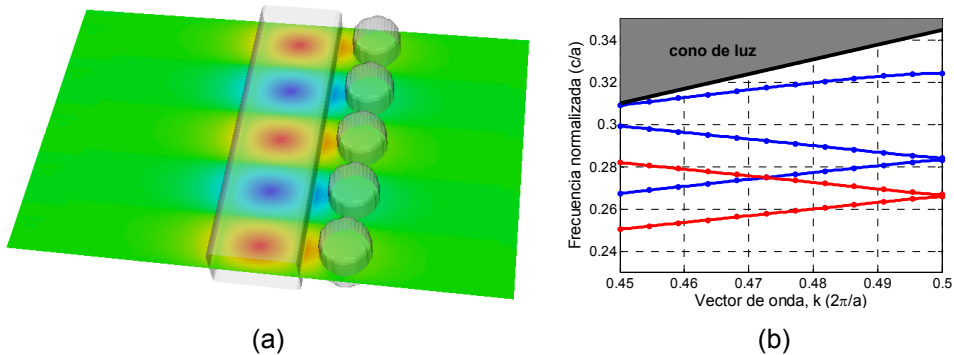 (a)
cono de luz
Frecuencia normalizada (c/a)
0.34
0.32
0.3
0.28
0.26
0.24
0.45
0.46
0.47
0.48
0.49
0.5
Vector de onda, k (2π/a)
(b)